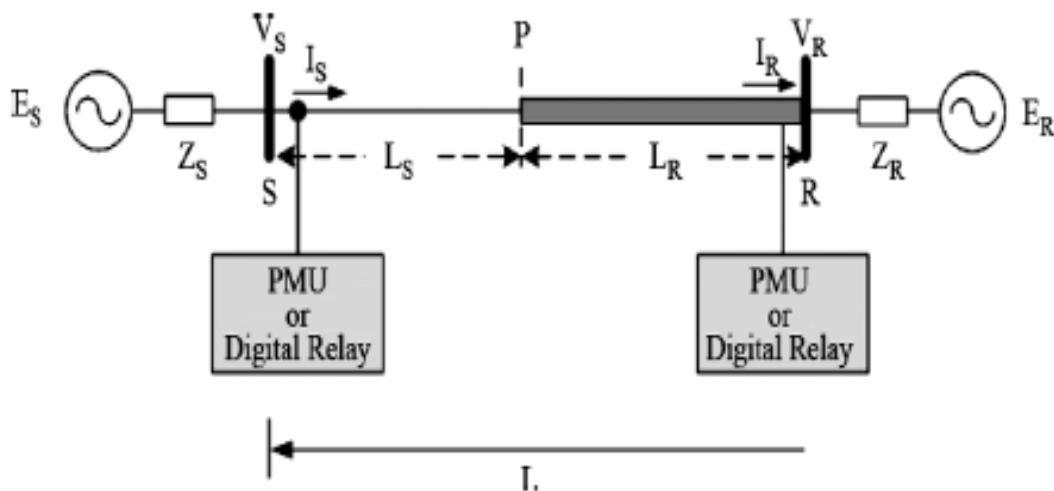 V_S
P
V_R
I_S
I_R
E_S
E_R
Z_S
L_S
L_R
Z_R
S
R
PMU
or
Digital Relay
PMU
or
Digital Relay
L